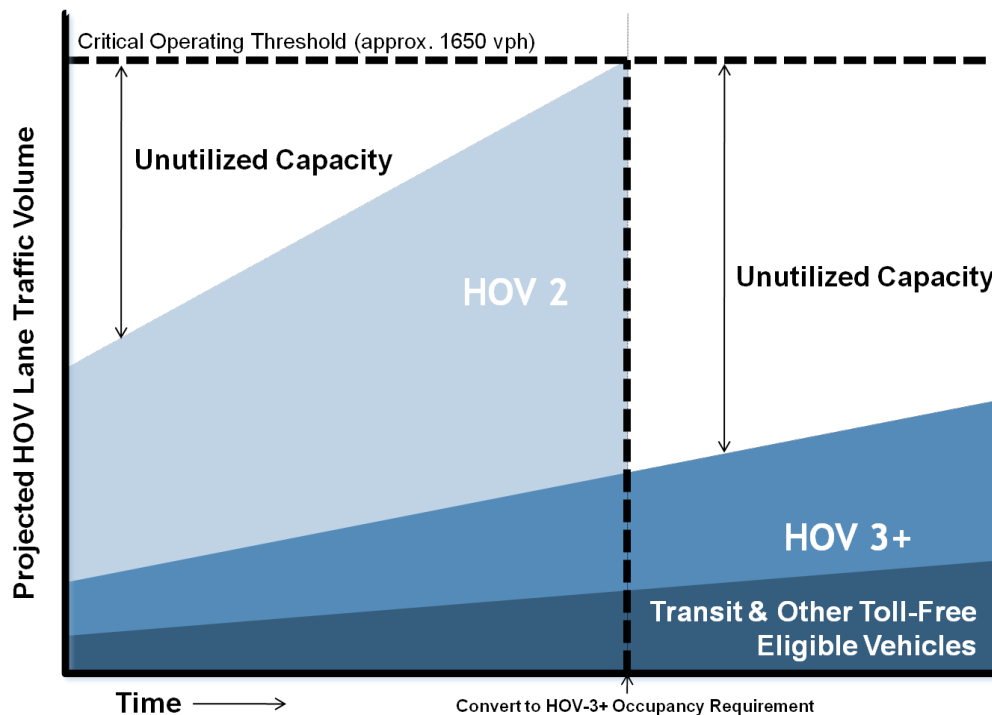 Critical Operating Threshold (approx. 1650 vph)
Unutilized Capacity
Projected HOV Lane Traffic Volume
HOV 2
Unutilized Capacity
HOV 3+
Transit & Other Toll-Free
Eligible Vehicles
Time
Convert to HOV-3+ Occupancy Requirement